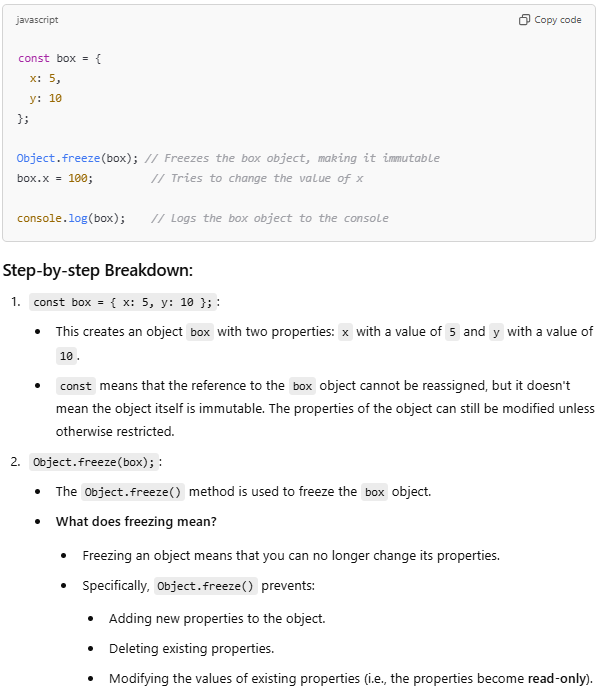 javascript
Copy code
const box = {
  x: 5,
  y: 10
};
Object.freeze(box); // Freezes the box object, making it immutable
box.x = 100;         // Tries to change the value of x
console.log(box);    // Logs the box object to the console
Step-by-step Breakdown:
1. const box = { x: 5, y: 10 };:
• This creates an object box with two properties: x with a value of 5 and y with a value of
10.
• const means that the reference to the box object cannot be reassigned, but it doesn't
mean the object itself is immutable. The properties of the object can still be modified unless
otherwise restricted.
2. Object.freeze(box);:
• The Object.freeze() method is used to freeze the box object.
• What does freezing mean?
• Freezing an object means that you can no longer change its properties.
• Specifically, Object.freeze() prevents:
• Adding new properties to the object.
• Deleting existing properties.
• Modifying the values of existing properties (i.e., the properties become read-only).